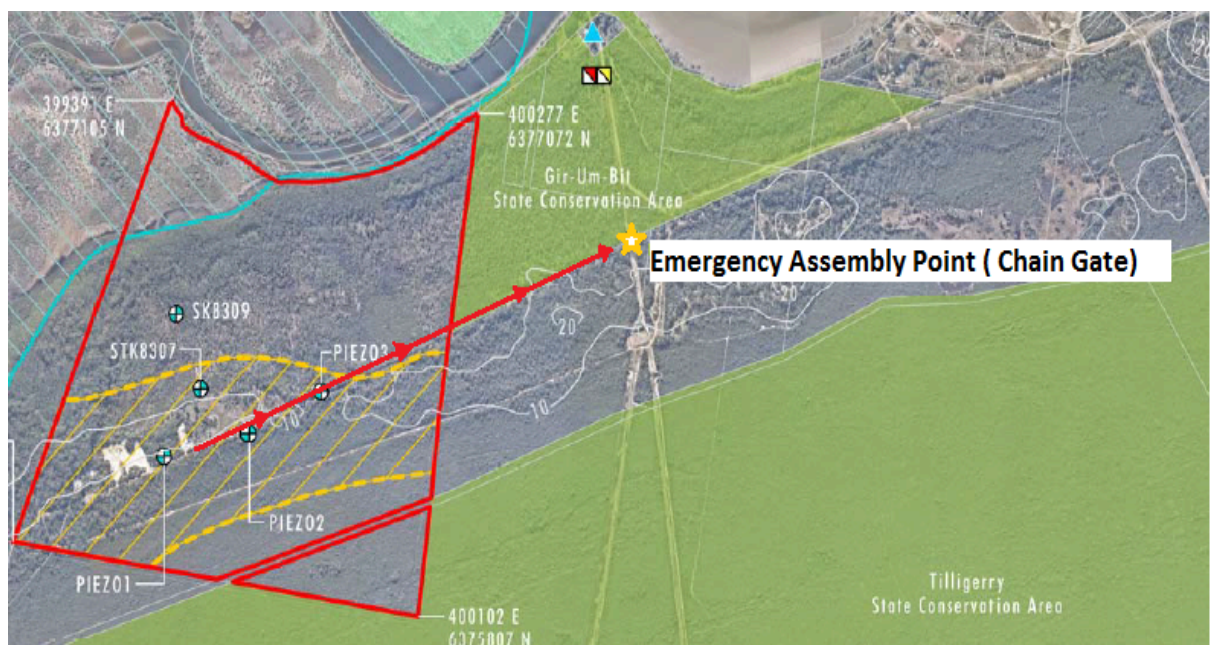 6377105 N
400277 E
6377072 N
Gir-Um-Bit
State Conservation Area
Emergency Assembly Point ( Chain Gate)
SK8309
STK8307
PIEZO3
20
20
10
10
PIEZO2
PIEZO1
Tilligerry
State Conservation Area
400102 E